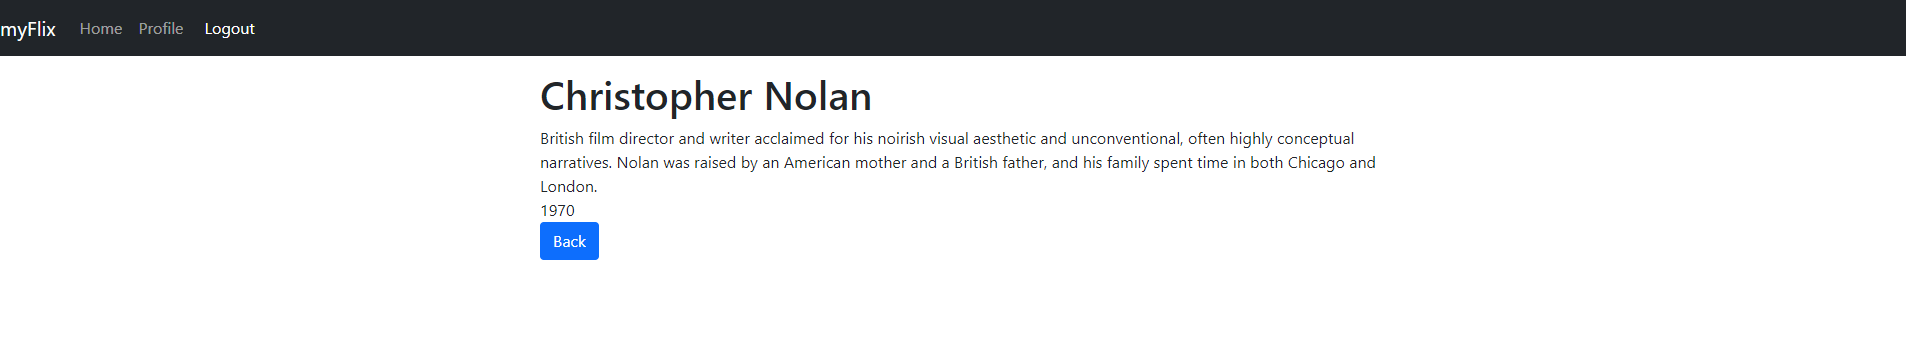 myFlix Home Profile Logout
Christopher Nolan
British film director and writer acclaimed for his noirish visual aesthetic and unconventional, often highly conceptual
narratives. Nolan was raised by an American mother and a British father, and his family spent time in both Chicago and
London.
1970
Back